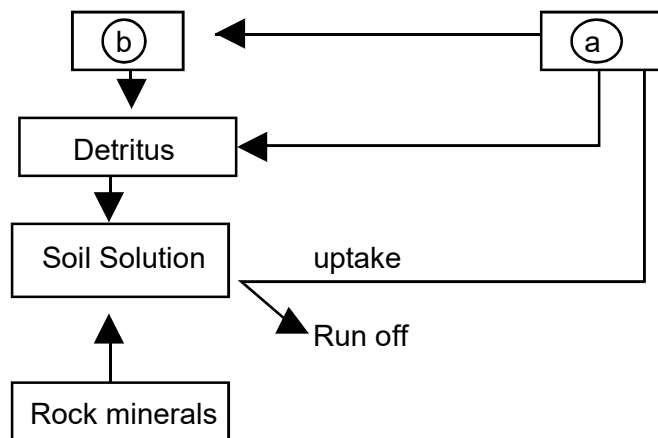 b
a
Detritus
Soil Solution
uptake
Run off
Rock minerals